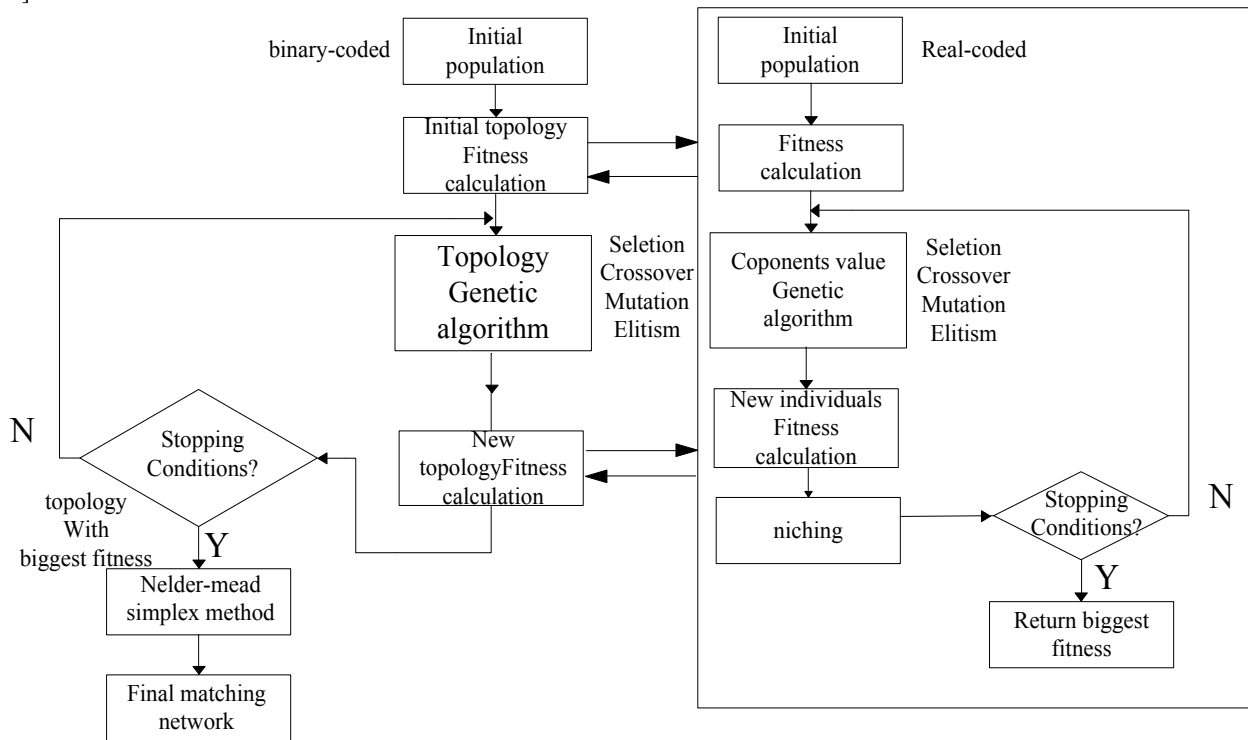 ]
binary-coded
Initial
population
Initial topology
Fitness
calculation
Topology
Genetic
algorithm
Seletion
Crossover
Mutation
Elitism
New
topologyFitness
calculation
N
Stopping
Conditions?
topology
With
biggest fitness
Y
Nelder-mead
simplex method
Final matching
network
Initial
population
Real-coded
Fitness
calculation
Coponents value
Genetic
algorithm
Seletion
Crossover
Mutation
Elitism
New individuals
Fitness
calculation
niching
Stopping
Conditions?
N
Y
Return biggest
fitness